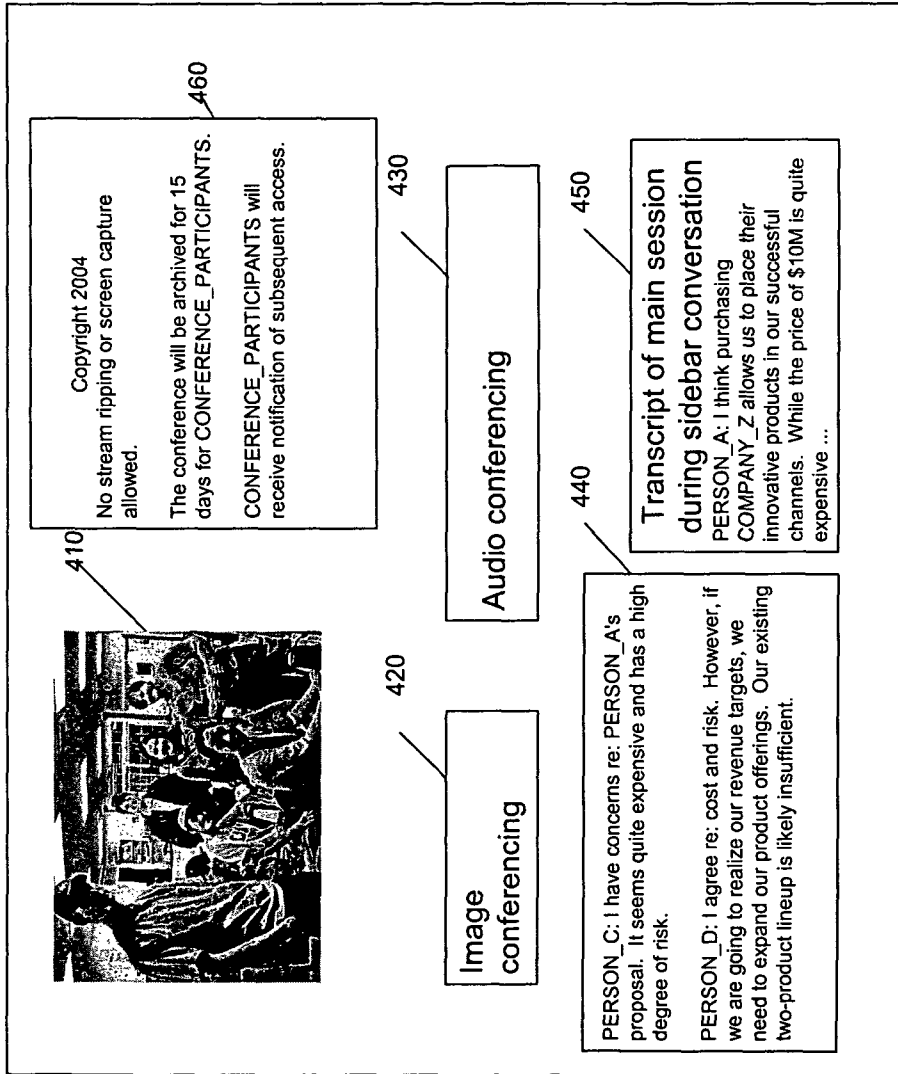 410
Copyright 2004
No stream ripping or screen capture
allowed.
The conference will be archived for 15
days for CONFERENCE_PARTICIPANTS.
CONFERENCE_PARTICIPANTS will
receive notification of subsequent access.
460
Image
conferencing
420
Audio conferencing
430
PERSON_C: I have concerns re: PERSON_A's
proposal. It seems quite expensive and has a high
degree of risk.
PERSON_D: I agree re: cost and risk. However, if
we are going to realize our revenue targets, we
need to expand our product offerings. Our existing
two-product lineup is likely insufficient.
440
Transcript of main session
during sidebar conversation
PERSON_A: I think purchasing
COMPANY_Z allows us to place their
innovative products in our successful
channels. While the price of $10M is quite
expensive ...
450